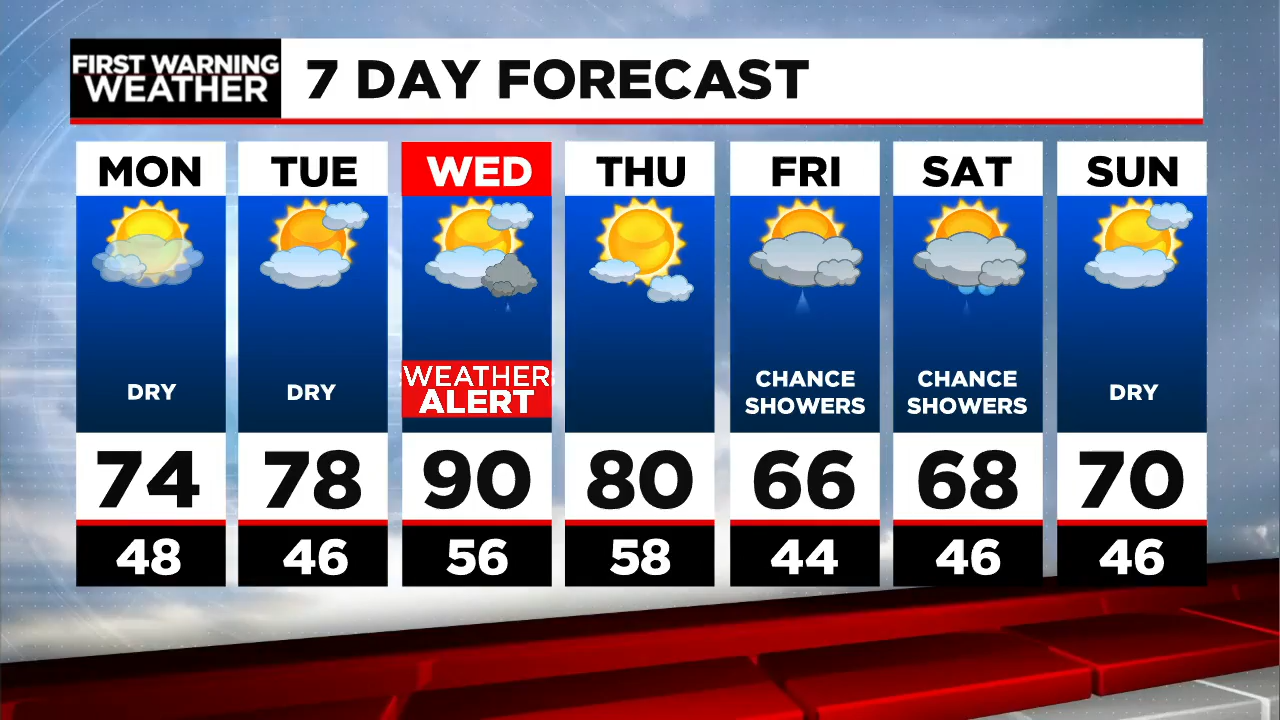 FIRST WARNING
WEATHER
7 DAY FORECAST
MON
TUE
WED
THU
FRI
SAT
SUN
DRY
DRY
WEATHER
ALERT
CHANCE
SHOWERS
CHANCE
SHOWERS
DRY
74
78
90
80
66
68
70
48
46
56
58
44
46
46